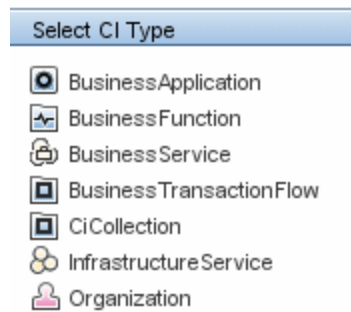 Select CI Type
BusinessApplication
BusinessFunction
BusinessService
BusinessTransactionFlow
CiCollection
InfrastructureService
Organization